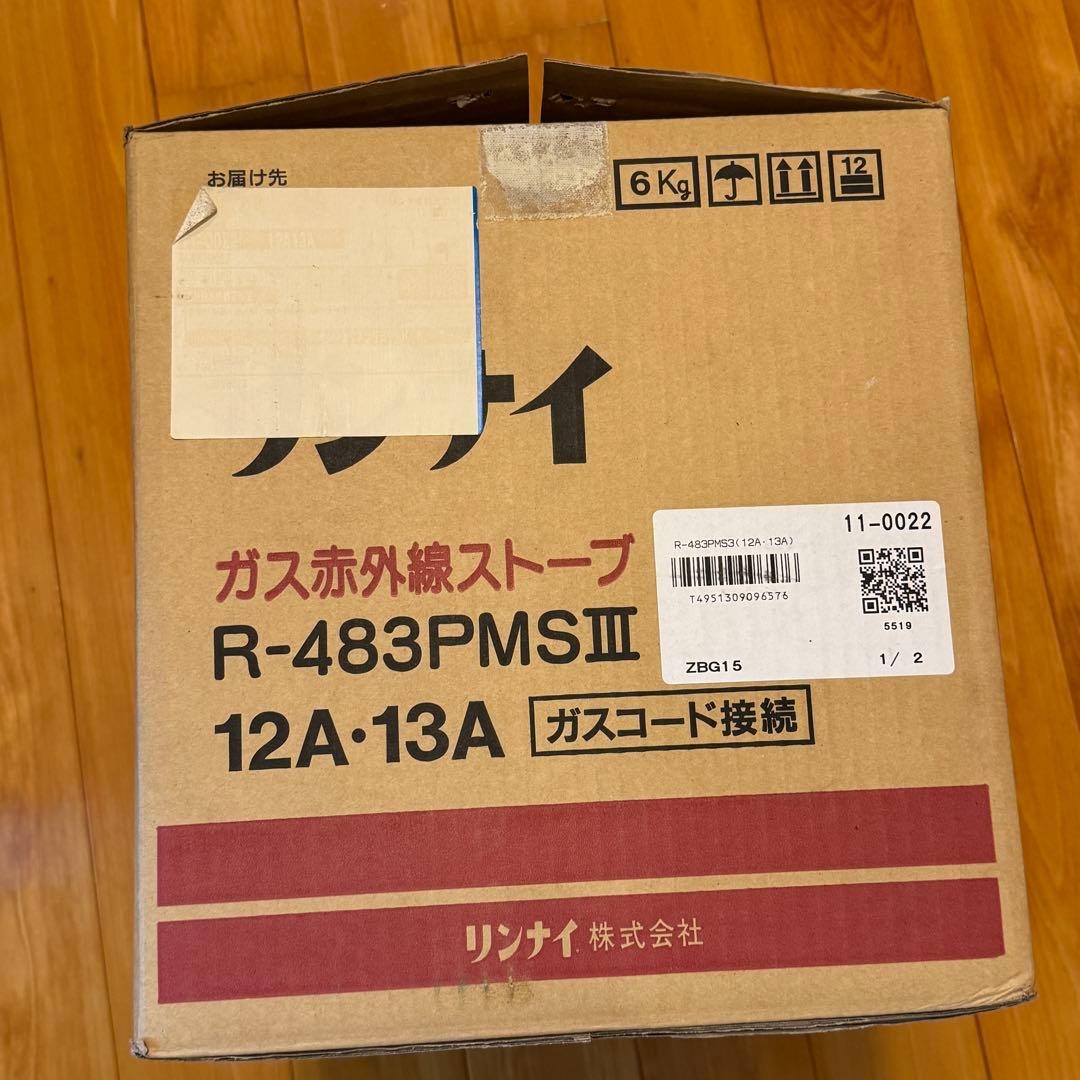 お届け先
6Kg
12
リンナイ
ガス赤外線ストーブ
R-483PMSⅢ
12A・13A
ガスコード接続
11-0022
R-483PMS3(12A・13A)
T4951309096576
5519
ZBG15
1/ 2
リンナイ株式会社